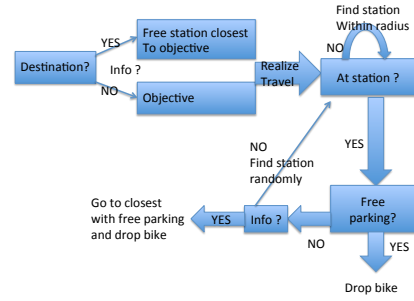 Find station
Within radius
YES
Free station closest
To objective
NO
Destination?
Info ?
Realize
Travel
At station ?
NO
Objective
YES
NO
Find station
randomly
Go to closest
with free parking
and drop bike
YES
Info ?
Free
parking?
NO
YES
Drop bike